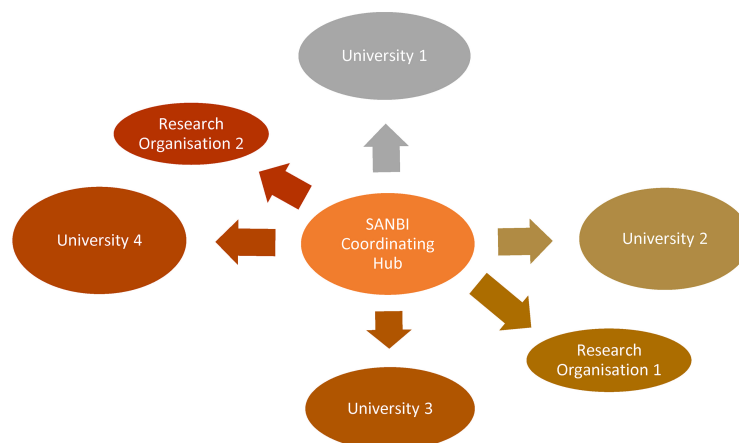 University 1
Research
Organisation 2
SANBI
Coordinating
Hub
University 4
University 2
Research
Organisation 1
University 3